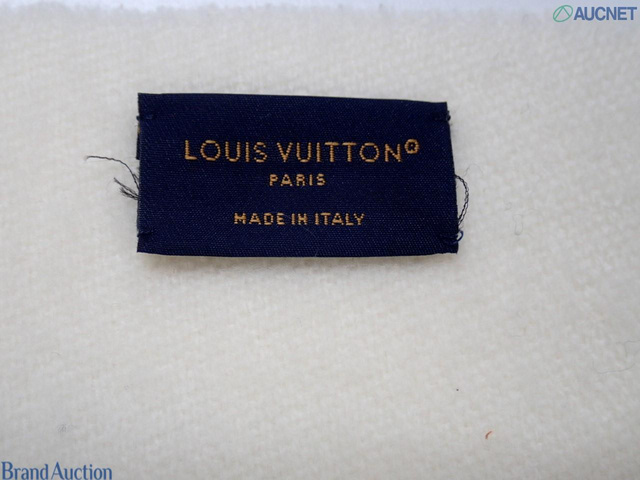 AUCNET
LOUIS VUITTON®
PARIS
MADE IN ITALY
Brand Auction